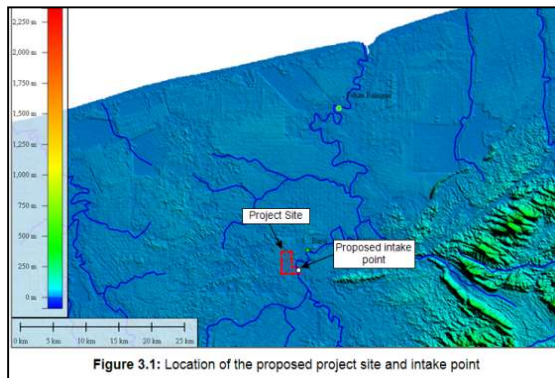 2,250 m
2,000 m
1,750 m
1,500 m
1,250 m
1,000 m
750 m
500 m
250 m
0 m
Project Site
Proposed intake
point
0 km 5 km 10 km 15 km 20 km 25 km
Figure 3.1: Location of the proposed project site and intake point